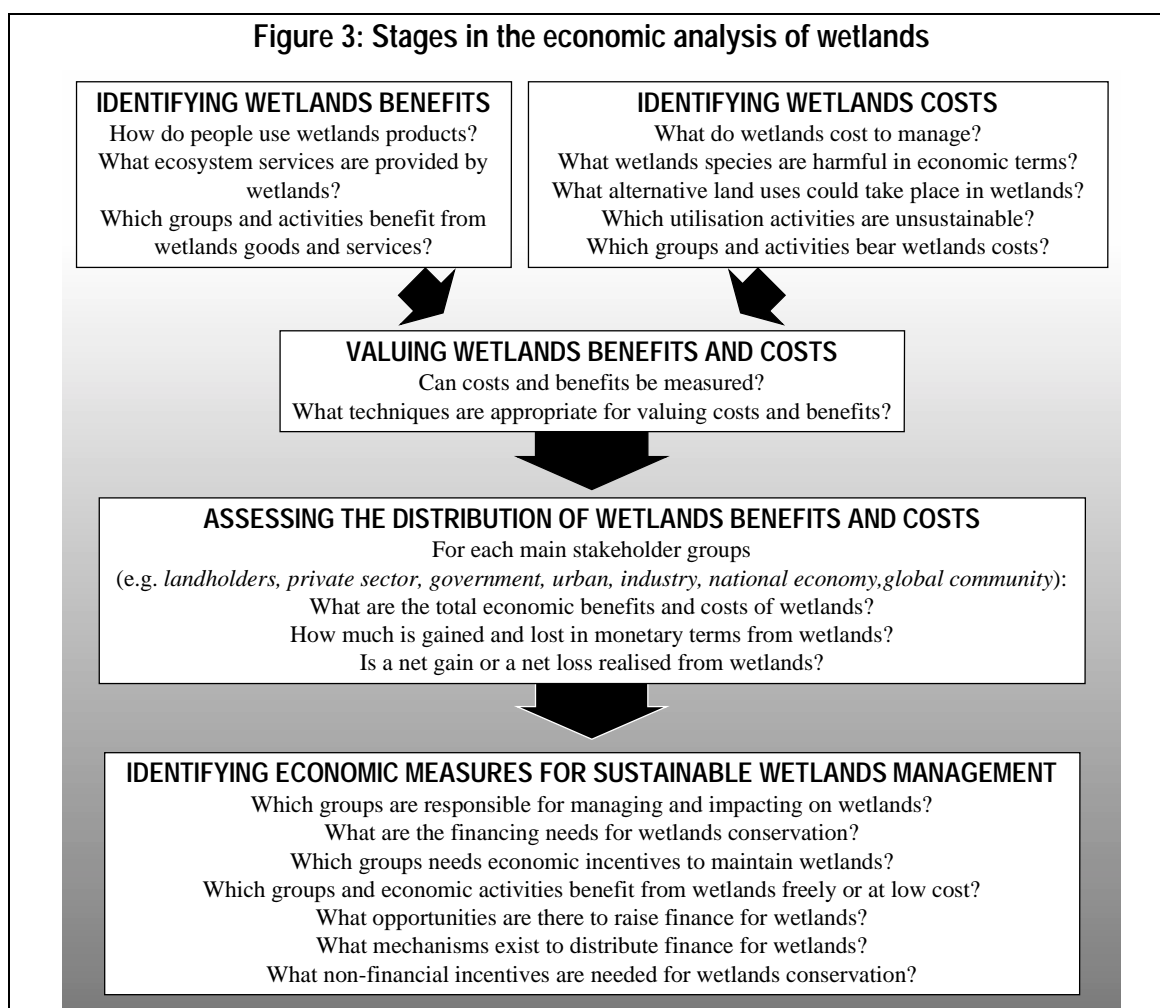 Figure 3: Stages in the economic analysis of wetlands
IDENTIFYING WETLANDS BENEFITS
How do people use wetlands products?
What ecosystem services are provided by
wetlands?
Which groups and activities benefit from
wetlands goods and services?
IDENTIFYING WETLANDS COSTS
What do wetlands cost to manage?
What wetlands species are harmful in economic terms?
What alternative land uses could take place in wetlands?
Which utilisation activities are unsustainable?
Which groups and activities bear wetlands costs?
VALUING WETLANDS BENEFITS AND COSTS
Can costs and benefits be measured?
What techniques are appropriate for valuing costs and benefits?
ASSESSING THE DISTRIBUTION OF WETLANDS BENEFITS AND COSTS
For each main stakeholder groups
(e.g. landholders, private sector, government, urban, industry, national economy,global community):
What are the total economic benefits and costs of wetlands?
How much is gained and lost in monetary terms from wetlands?
Is a net gain or a net loss realised from wetlands?
IDENTIFYING ECONOMIC MEASURES FOR SUSTAINABLE WETLANDS MANAGEMENT
Which groups are responsible for managing and impacting on wetlands?
What are the financing needs for wetlands conservation?
Which groups needs economic incentives to maintain wetlands?
Which groups and economic activities benefit from wetlands freely or at low cost?
What opportunities are there to raise finance for wetlands?
What mechanisms exist to distribute finance for wetlands?
What non-financial incentives are needed for wetlands conservation?